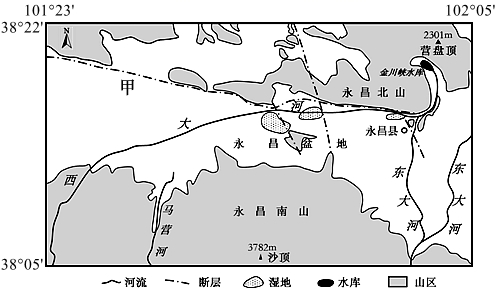 101°23′ 102°05′
38°22′
N
2301m
营盘顶
金川峡水库
甲
永昌北山
大
河
永昌县
永昌盆地
西
马营河
东大河
东大河
永昌南山
3782m
沙顶
38°05′
河流 断层 湿地 水库 山区